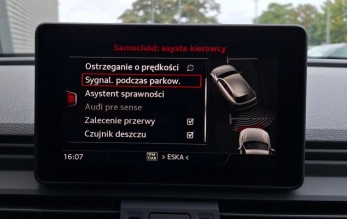 Samochód: asysta kierowcy
Ostrzeganie o prędkości
Sygnal. podczas parkow.
Asystent sprawności
Audi pre sense
Zalecenie przerwy
Czujnik deszczu
16:07
> ESKA <